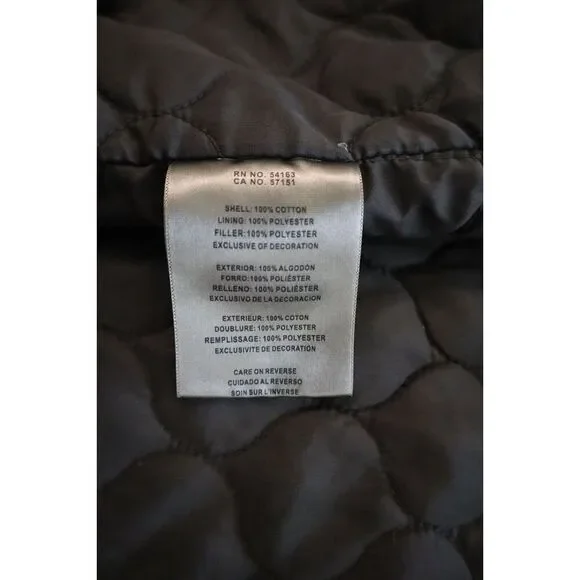 RN NO. 54163
CA NO. 57151
SHELL: 100% COTTON
LINING: 100% POLYESTER
FILLER: 100% POLYESTER
EXCLUSIVE OF DECORATION
EXTERIOR: 100% ALGODÓN
FORRO: 100% POLIÉSTER
RELLENO: 100% POLIÉSTER
EXCLUSIVO DE LA DECORACION
EXTERIEUR: 100% COTON
DOUBLURE: 100% POLYESTER
REMPLISSAGE: 100% POLYESTER
EXCLUSIVITE DE DECORATION
CARE ON REVERSE
CUIDADO AL REVERSO
SOIN SUR L'INVERSE